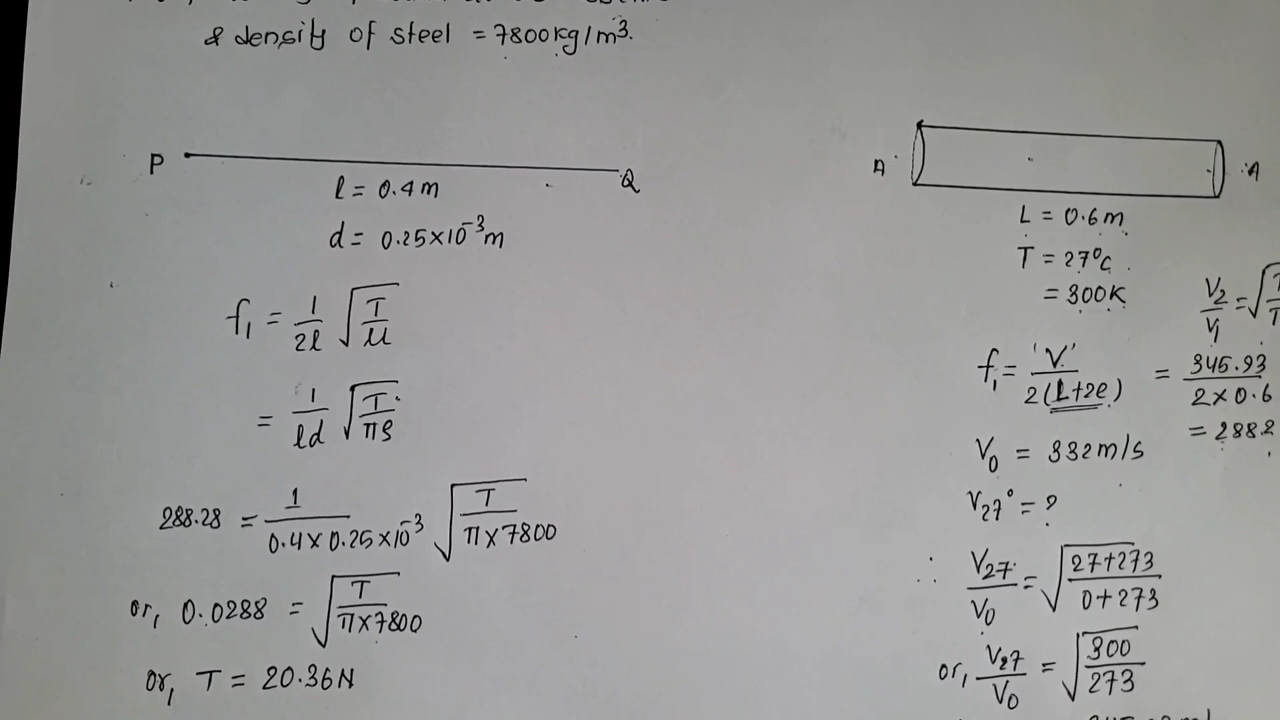 & density of steel = 7800kg/m³.
P
Q
l = 0.4m
d = 0.25×10⁻³m
f₁ = 1/2l √T/μ
= 1/ld √T/πρ
288.28 = 1/0.4×0.25×10⁻³ √T/π×7800
or, 0.0288 = √T/π×7800
or, T = 20.36N
A
A
L = 0.6m
T = 27°C
= 300K
V₂/V₁ = √T/T
f₁ = 'V'/2(L+2e) = 345.93/2×0.6
= 288.2
V₀ = 332m/s
V₂₇° = ?
∴ V₂₇/V₀ = √27+273/0+273
or, V₂₇/V₀ = √300/273